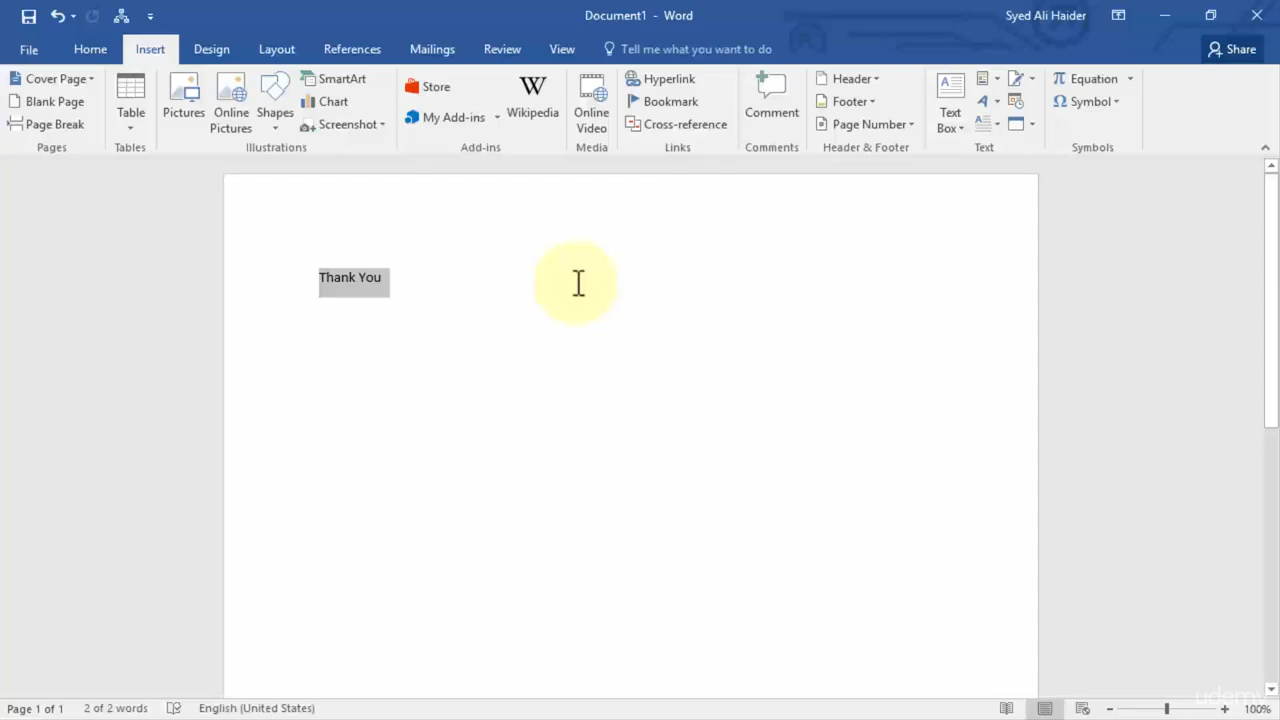 Document1 - Word
Syed Ali Haider
File Home Insert Design Layout References Mailings Review View Tell me what you want to do Share
Cover Page
Blank Page
Page Break
Pages
Table
Tables
Pictures
Online Pictures
Shapes
SmartArt
Chart
Screenshot
Illustrations
Store
My Add-ins
W
Wikipedia
Add-ins
Online Video
Media
Hyperlink
Bookmark
Cross-reference
Links
Comment
Comments
Header
Footer
Page Number
Header & Footer
Text Box
Text
Equation
Symbol
Symbols
Thank You
Page 1 of 1 2 of 2 words English (United States) 100%
udemy